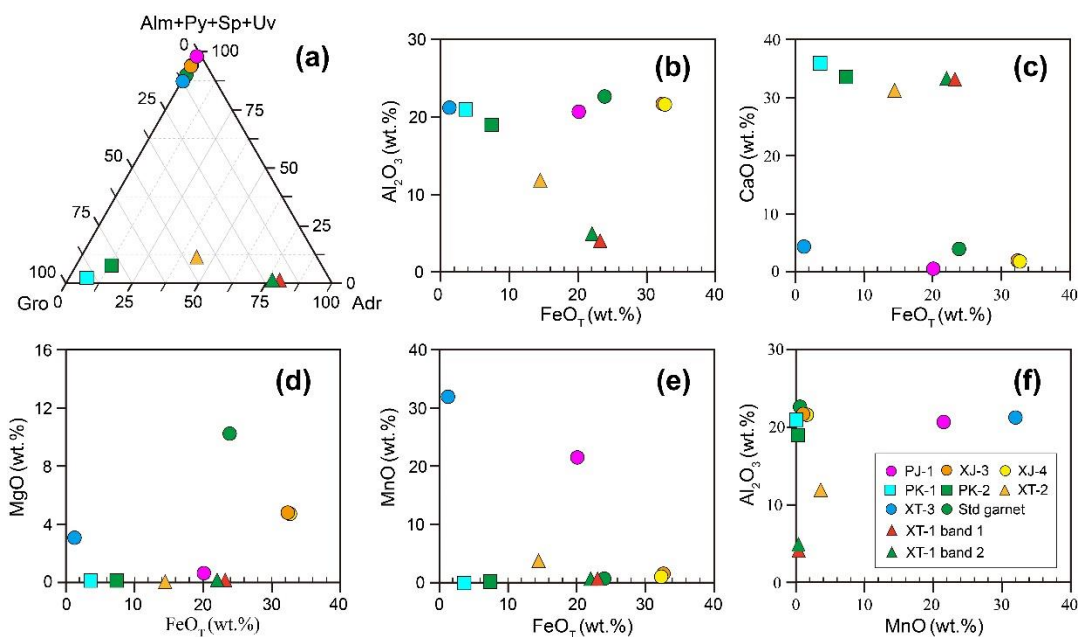 Alm+Py+Sp+Uv
(a)
0
100
25
75
50
50
75
25
100
0
0
25
50
75
100
Gro
Adr
(b)
Al₂O₃ (wt.%)
30
20
10
0
0 10 20 30 40
FeO_T (wt.%)
(c)
CaO (wt.%)
40
30
20
10
0
0 10 20 30 40
FeO_T (wt.%)
(d)
MgO (wt.%)
16
12
8
4
0
0 10 20 30 40
FeO_T (wt.%)
(e)
MnO (wt.%)
40
30
20
10
0
0 10 20 30 40
FeO_T (wt.%)
(f)
Al₂O₃ (wt.%)
30
20
10
0
0 10 20 30 40
MnO (wt.%)
PJ-1 XJ-3 XJ-4
PK-1 PK-2 XT-2
XT-3 Std garnet
XT-1 band 1
XT-1 band 2